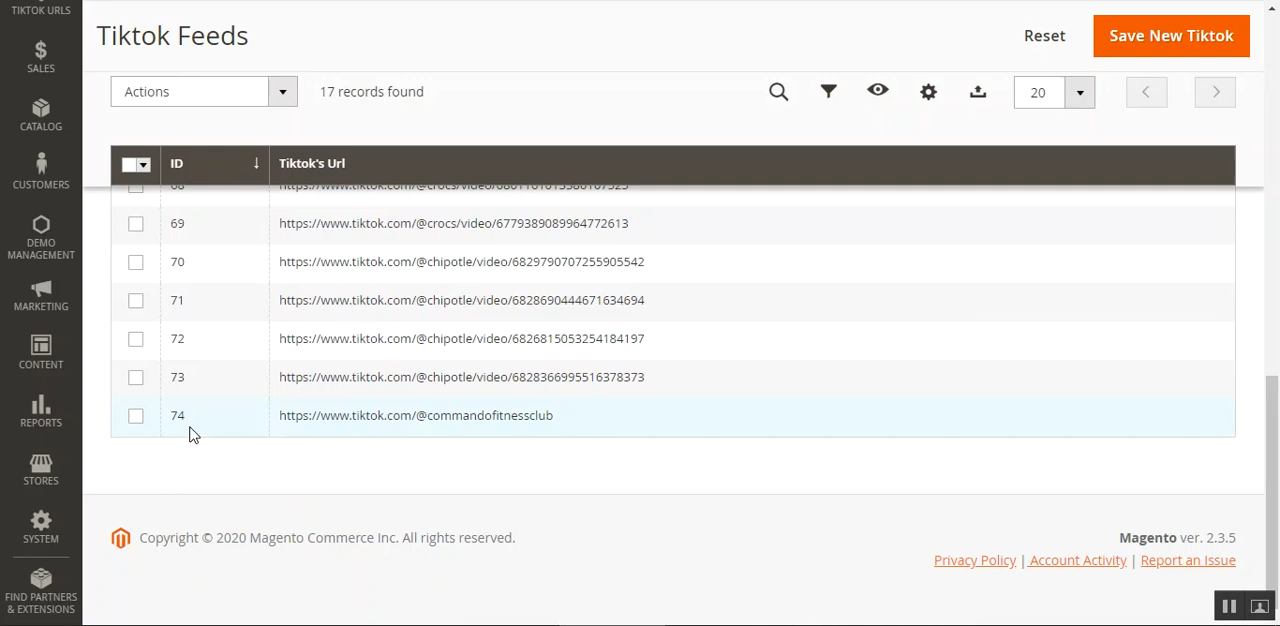 TIKTOK URLS
SALES
CATALOG
CUSTOMERS
DEMO
MANAGEMENT
MARKETING
CONTENT
REPORTS
STORES
SYSTEM
FIND PARTNERS
& EXTENSIONS
Tiktok Feeds
Reset
Save New Tiktok
Actions
17 records found
20
ID ↓ Tiktok's Url
68
69 https://www.tiktok.com/@crocs/video/6779389089964772613
70 https://www.tiktok.com/@chipotle/video/6829790707255905542
71 https://www.tiktok.com/@chipotle/video/6828690444671634694
72 https://www.tiktok.com/@chipotle/video/6826815053254184197
73 https://www.tiktok.com/@chipotle/video/6828366995516378373
74 https://www.tiktok.com/@commandofitnessclub
Copyright © 2020 Magento Commerce Inc. All rights reserved.
Magento ver. 2.3.5
Privacy Policy | Account Activity | Report an Issue